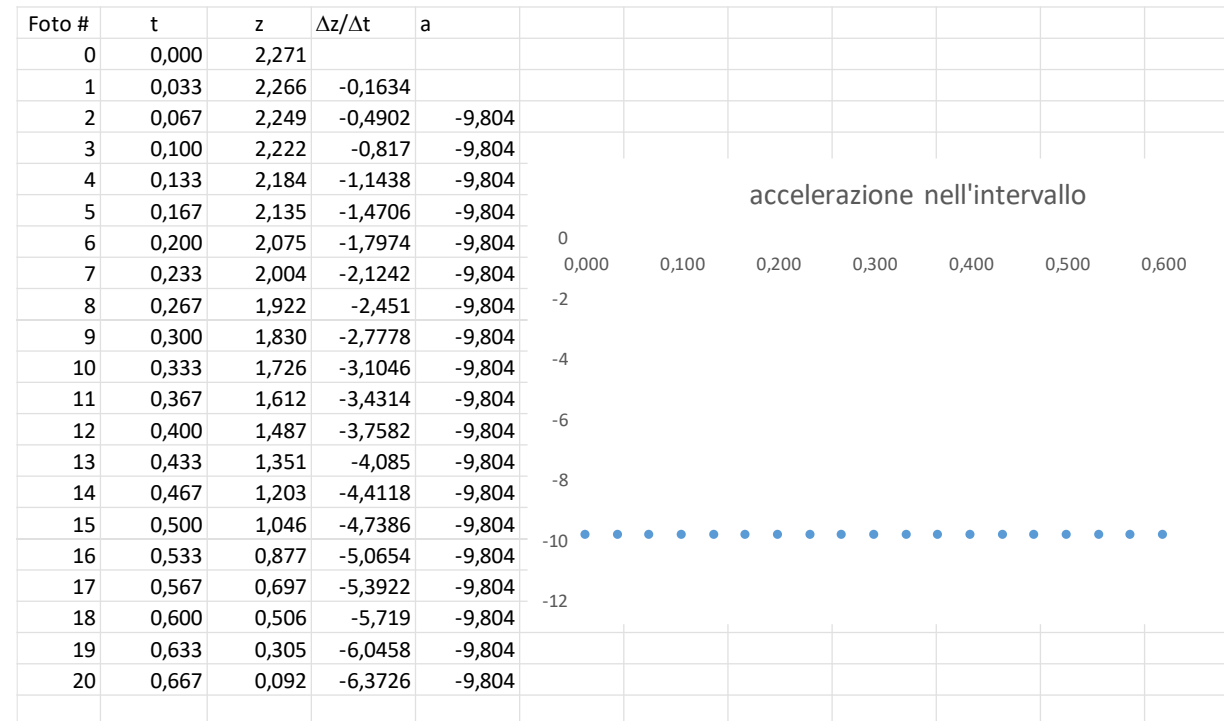 Foto # t z Δz/Δt a
0 0,000 2,271
1 0,033 2,266 -0,1634
2 0,067 2,249 -0,4902 -9,804
3 0,100 2,222 -0,817 -9,804
4 0,133 2,184 -1,1438 -9,804
5 0,167 2,135 -1,4706 -9,804
6 0,200 2,075 -1,7974 -9,804
7 0,233 2,004 -2,1242 -9,804
8 0,267 1,922 -2,451 -9,804
9 0,300 1,830 -2,7778 -9,804
10 0,333 1,726 -3,1046 -9,804
11 0,367 1,612 -3,4314 -9,804
12 0,400 1,487 -3,7582 -9,804
13 0,433 1,351 -4,085 -9,804
14 0,467 1,203 -4,4118 -9,804
15 0,500 1,046 -4,7386 -9,804
16 0,533 0,877 -5,0654 -9,804
17 0,567 0,697 -5,3922 -9,804
18 0,600 0,506 -5,719 -9,804
19 0,633 0,305 -6,0458 -9,804
20 0,667 0,092 -6,3726 -9,804
accelerazione nell'intervallo
0
0,000 0,100 0,200 0,300 0,400 0,500 0,600
-2
-4
-6
-8
-10
-12